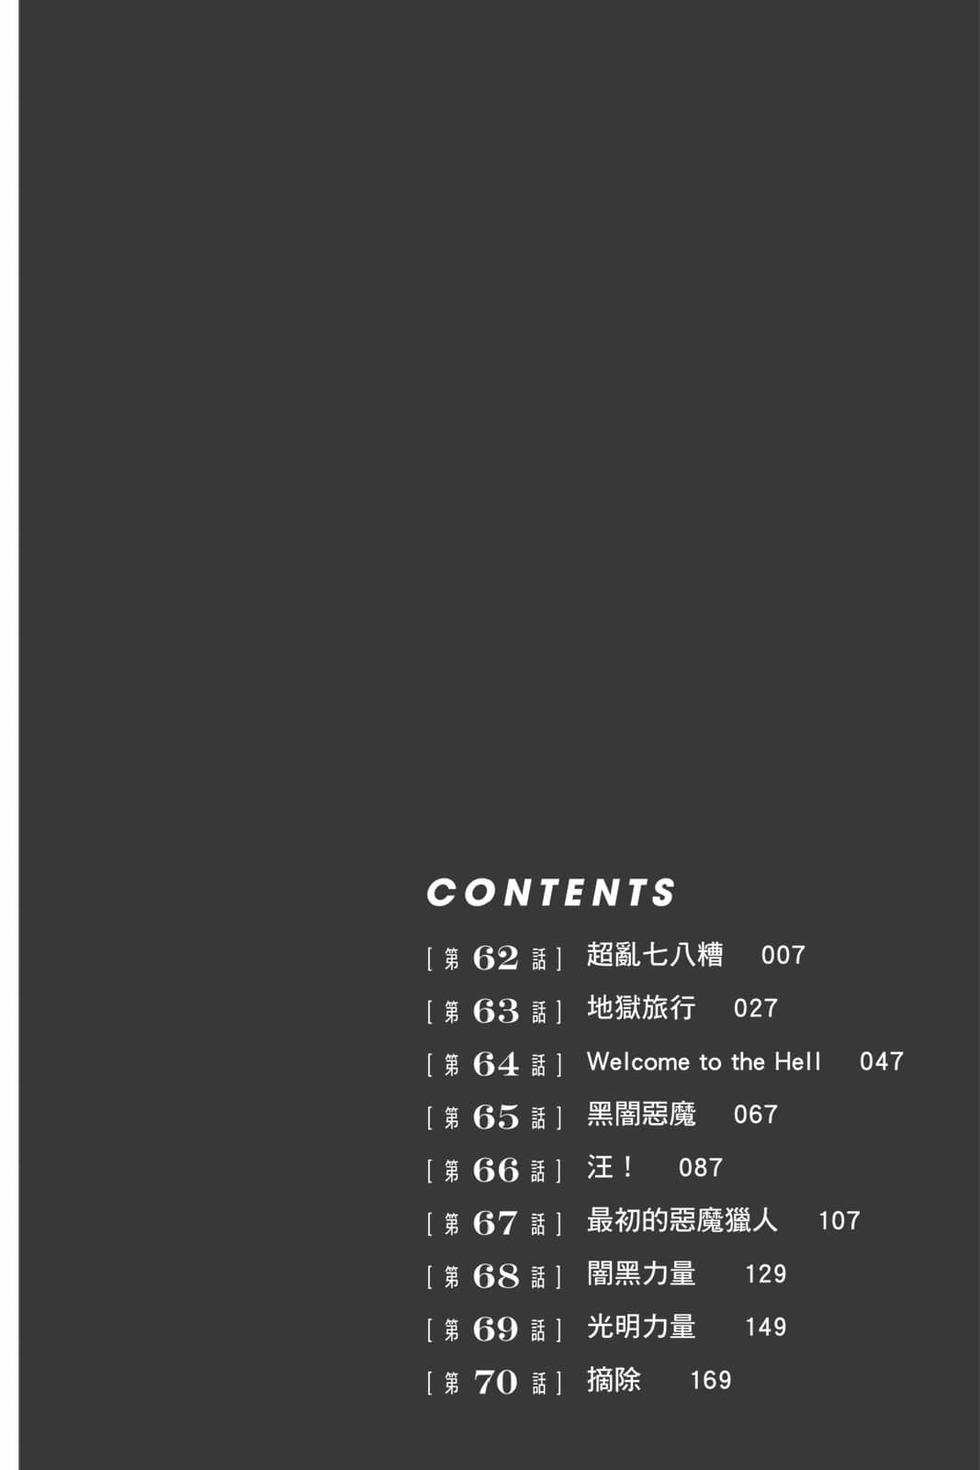 CONTENTS
[ 第 62 話 ] 超亂七八糟 007
[ 第 63 話 ] 地獄旅行 027
[ 第 64 話 ] Welcome to the Hell 047
[ 第 65 話 ] 黑闇惡魔 067
[ 第 66 話 ] 汪！ 087
[ 第 67 話 ] 最初的惡魔獵人 107
[ 第 68 話 ] 闇黑力量 129
[ 第 69 話 ] 光明力量 149
[ 第 70 話 ] 摘除 169